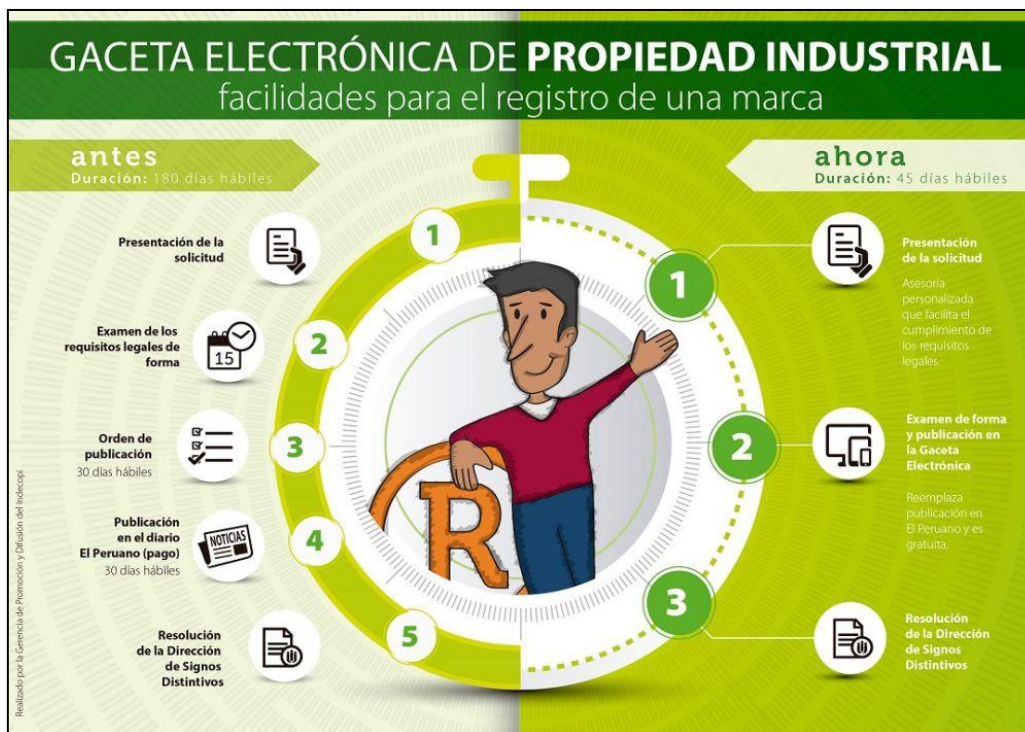 GACETA ELECTRÓNICA DE PROPIEDAD INDUSTRIAL
facilidades para el registro de una marca
antes
Duración: 180 días hábiles
1
Presentación de la
solicitud
2
Examen de los
requisitos legales de
forma
15
3
Orden de
publicación
30 días hábiles
4
Publicación
en el diario
El Peruano (pago)
30 días hábiles
NOTICIAS
5
Resolución
de la Dirección
de Signos
Distintivos
R
ahora
Duración: 45 días hábiles
1
Presentación
de la solicitud
Asesoría
personalizada
que facilita el
cumplimiento de
los requisitos
legales.
2
Examen de forma
y publicación en
la Gaceta
Electrónica
Reemplaza
publicación en
El Peruano y es
gratuita.
3
Resolución
de la Dirección
de Signos
Distintivos
Realizado por la Gerencia de Promoción y Difusión del Indecopi